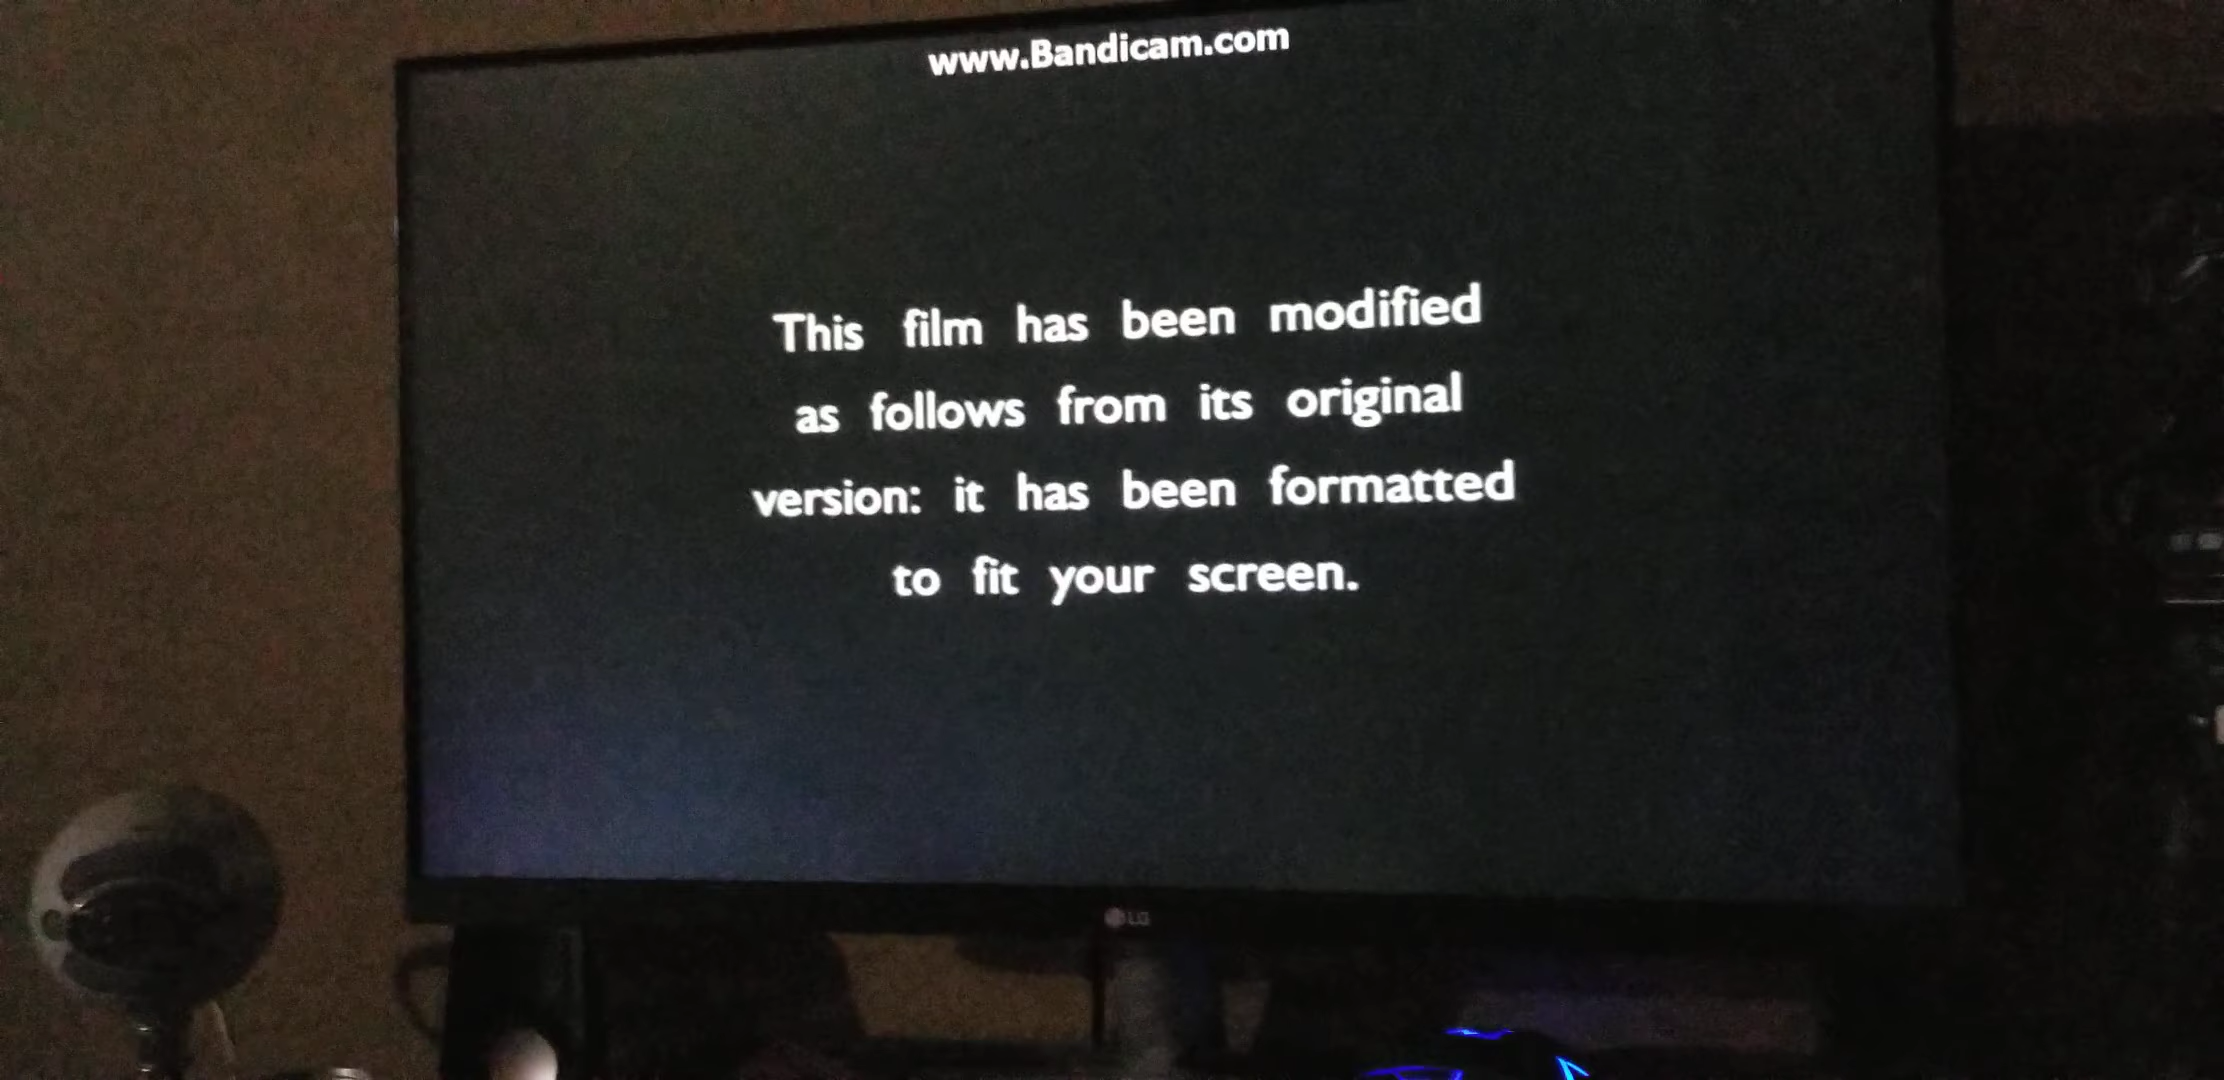 www.Bandicam.com
This film has been modified
as follows from its original
version: it has been formatted
to fit your screen.
LG